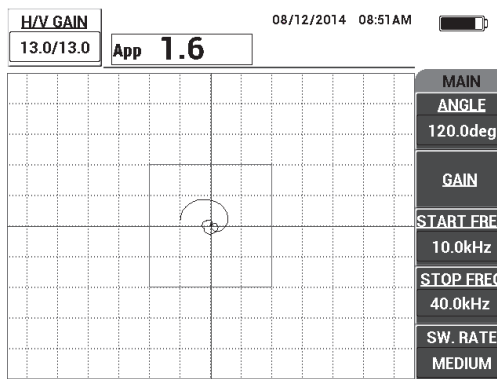 H/V GAIN
08/12/2014 08:51AM
13.0/13.0
App 1.6
MAIN
ANGLE
120.0deg
GAIN
START FRE
10.0kHz
STOP FREQ
40.0kHz
SW. RATE
MEDIUM